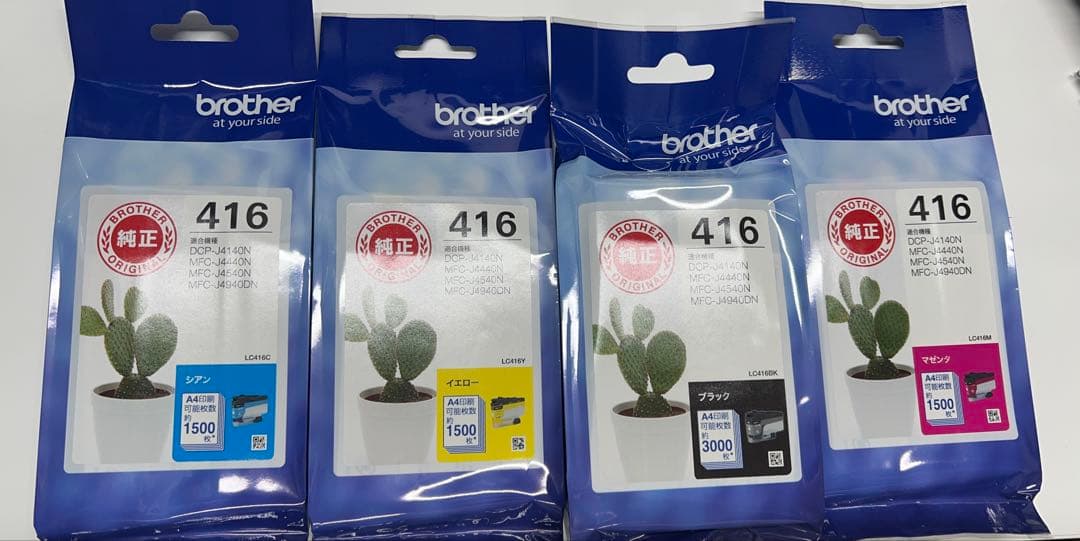 brother
at your side
BROTHER
純正
ORIGINAL
416
適合機種
DCP-J4140N
MFC-J4440N
MFC-J4540N
MFC-J4940DN
LC416C
シアン
A4印刷
可能枚数
約
1500
枚*
brother
at your side
BROTHER
純正
ORIGINAL
416
適合機種
DCP-J4140N
MFC-J4440N
MFC-J4540N
MFC-J4940DN
LC416Y
イエロー
A4印刷
可能枚数
約
1500
枚*
brother
at your side
BROTHER
純正
ORIGINAL
416
適合機種
DCP-J4140N
MFC-J4440N
MFC-J4540N
MFC-J4940DN
LC416BK
ブラック
A4印刷
可能枚数
約
3000
枚*
brother
at your side
BROTHER
純正
ORIGINAL
416
適合機種
DCP-J4140N
MFC-J4440N
MFC-J4540N
MFC-J4940DN
LC416M
マゼンタ
A4印刷
可能枚数
約
1500
枚*